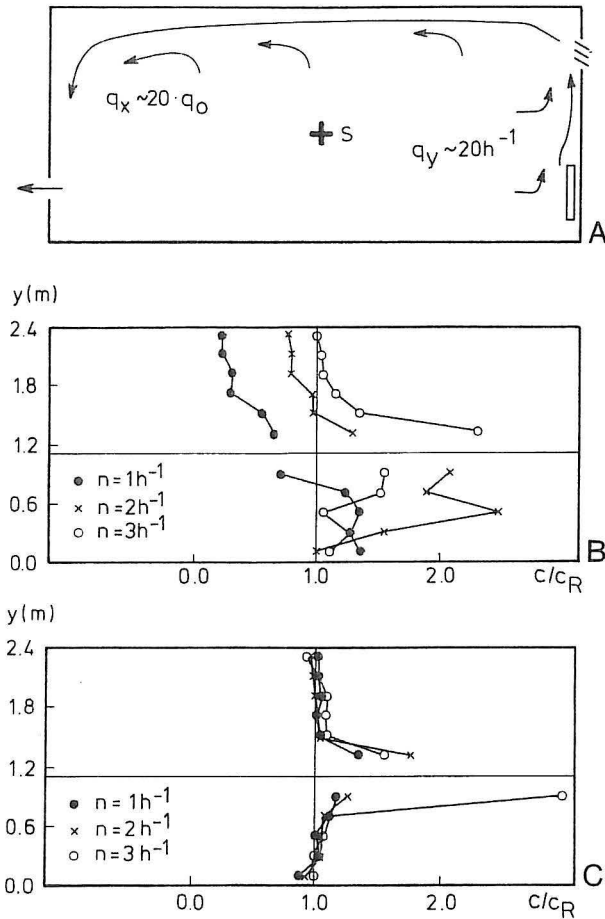 qₓ~20·q₀
S
q_y~20h⁻¹
A
y(m)
2.4
1.8
1.2
0.6
0.0
● n=1h⁻¹
× n=2h⁻¹
○ n=3h⁻¹
0.0
1.0
2.0
c/c_R
B
y(m)
2.4
1.8
1.2
0.6
0.0
● n=1h⁻¹
× n=2h⁻¹
○ n=3h⁻¹
0.0
1.0
2.0
c/c_R
C